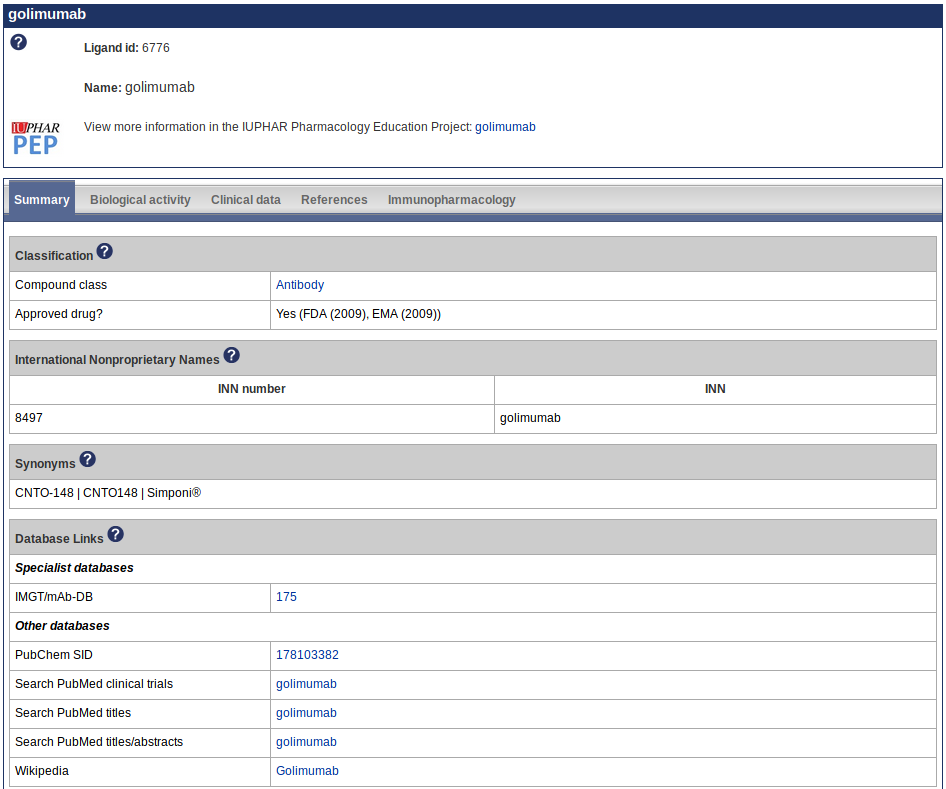 golimumab
?
Ligand id: 6776
Name: golimumab
IUPHAR
PEP
View more information in the IUPHAR Pharmacology Education Project: golimumab
Summary Biological activity Clinical data References Immunopharmacology
Classification ?
Compound class Antibody
Approved drug? Yes (FDA (2009), EMA (2009))
International Nonproprietary Names ?
INN number INN
8497 golimumab
Synonyms ?
CNTO-148 | CNTO148 | Simponi®
Database Links ?
Specialist databases
IMGT/mAb-DB 175
Other databases
PubChem SID 178103382
Search PubMed clinical trials golimumab
Search PubMed titles golimumab
Search PubMed titles/abstracts golimumab
Wikipedia Golimumab